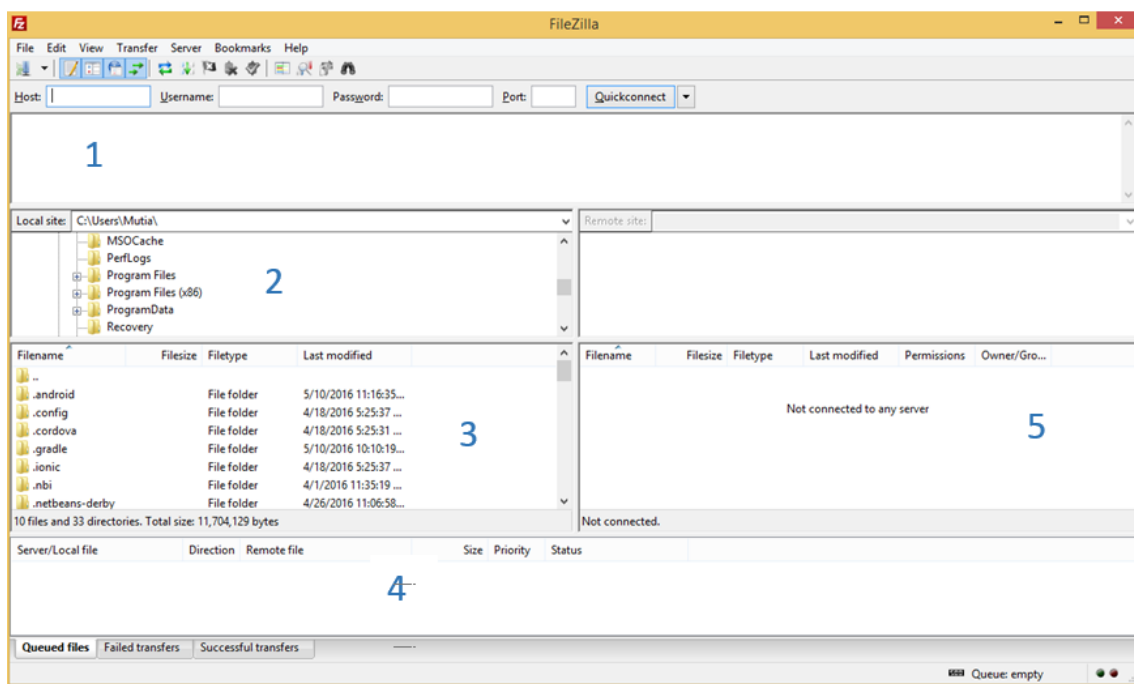 FileZilla
File Edit View Transfer Server Bookmarks Help
Host: Username: Password: Port: Quickconnect
1
Local site: C:\Users\Mutia\ Remote site:
MSOCache
PerfLogs
Program Files
Program Files (x86)
ProgramData
Recovery
2
Filename Filesize Filetype Last modified
..
.android File folder 5/10/2016 11:16:35...
.config File folder 4/18/2016 5:25:37 ...
.cordova File folder 4/18/2016 5:25:31 ...
.gradle File folder 5/10/2016 10:10:19...
.ionic File folder 4/18/2016 5:25:37 ...
.nbi File folder 4/1/2016 11:35:19 ...
.netbeans-derby File folder 4/26/2016 11:06:58...
3
10 files and 33 directories. Total size: 11,704,129 bytes
Filename Filesize Filetype Last modified Permissions Owner/Gro...
Not connected to any server
5
Not connected.
Server/Local file Direction Remote file Size Priority Status
4
Queued files Failed transfers Successful transfers
Queue: empty